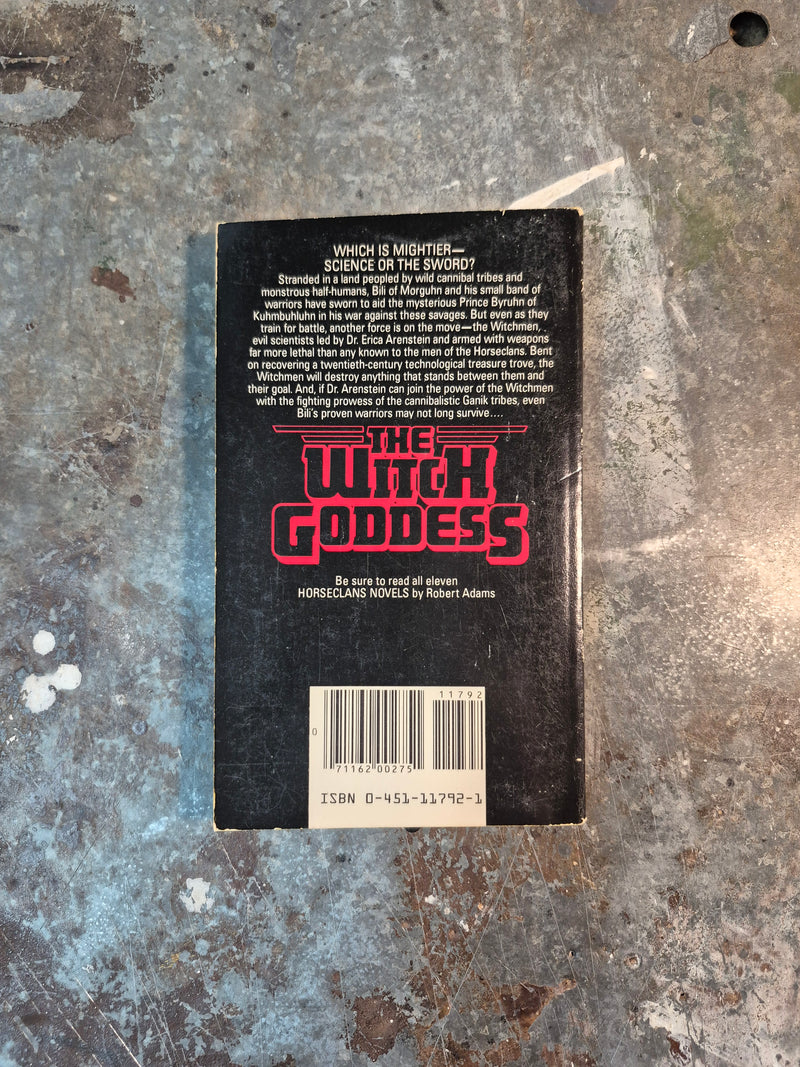 WHICH IS MIGHTIER—
SCIENCE OR THE SWORD?
Stranded in a land peopled by wild cannibal tribes and
monstrous half-humans, Bili of Morguhn and his small band of
warriors have sworn to aid the mysterious Prince Byruhn of
Kuhmbuhluhn in his war against these savages. But even as they
train for battle, another force is on the move—the Witchmen,
evil scientists led by Dr. Erica Arenstein and armed with weapons
far more lethal than any known to the men of the Horseclans. Bent
on recovering a twentieth-century technological treasure trove, the
Witchmen will destroy anything that stands between them and
their goal. And, if Dr. Arenstein can join the power of the Witchmen
with the fighting prowess of the cannibalistic Ganik tribes, even
Bili's proven warriors may not long survive....
THE
WITCH
GODDESS
Be sure to read all eleven
HORSECLANS NOVELS by Robert Adams
11792
0
71162 00275
ISBN 0-451-11792-1